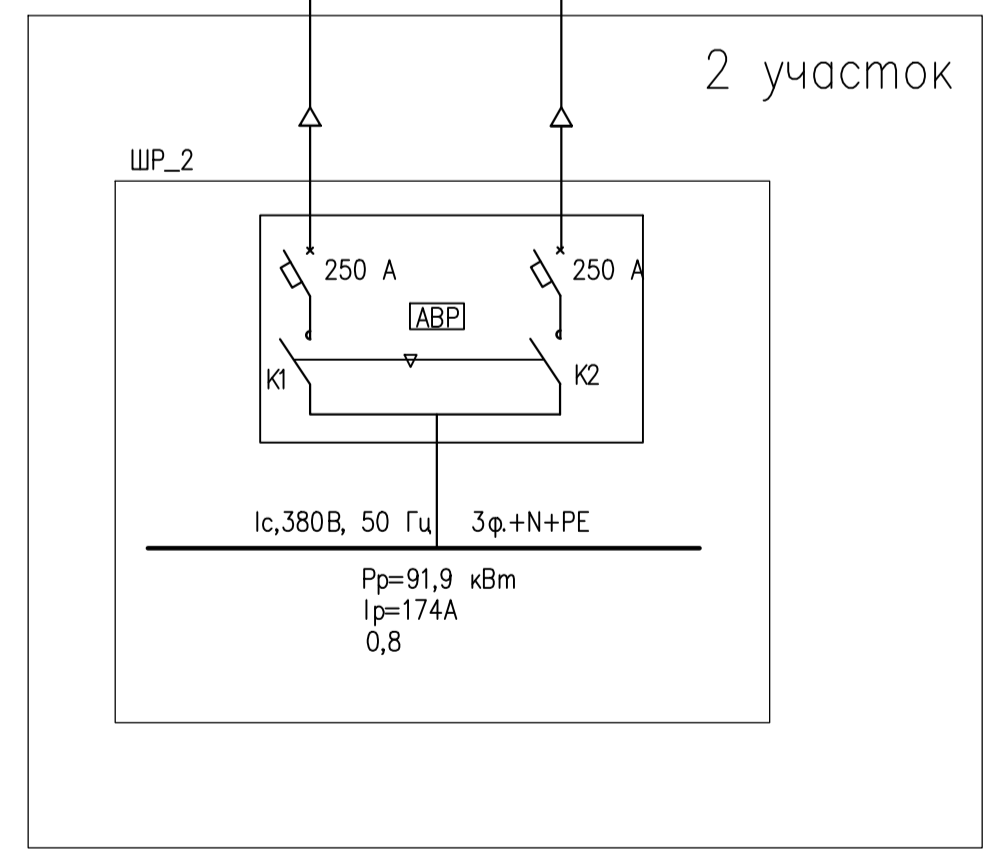 2 участок
ШР_2
250 А
250 А
АВР
К1
К2
Iс,380В, 50 Гц 3ф.+N+PE
Рр=91,9 кВт
Iр=174А
0,8